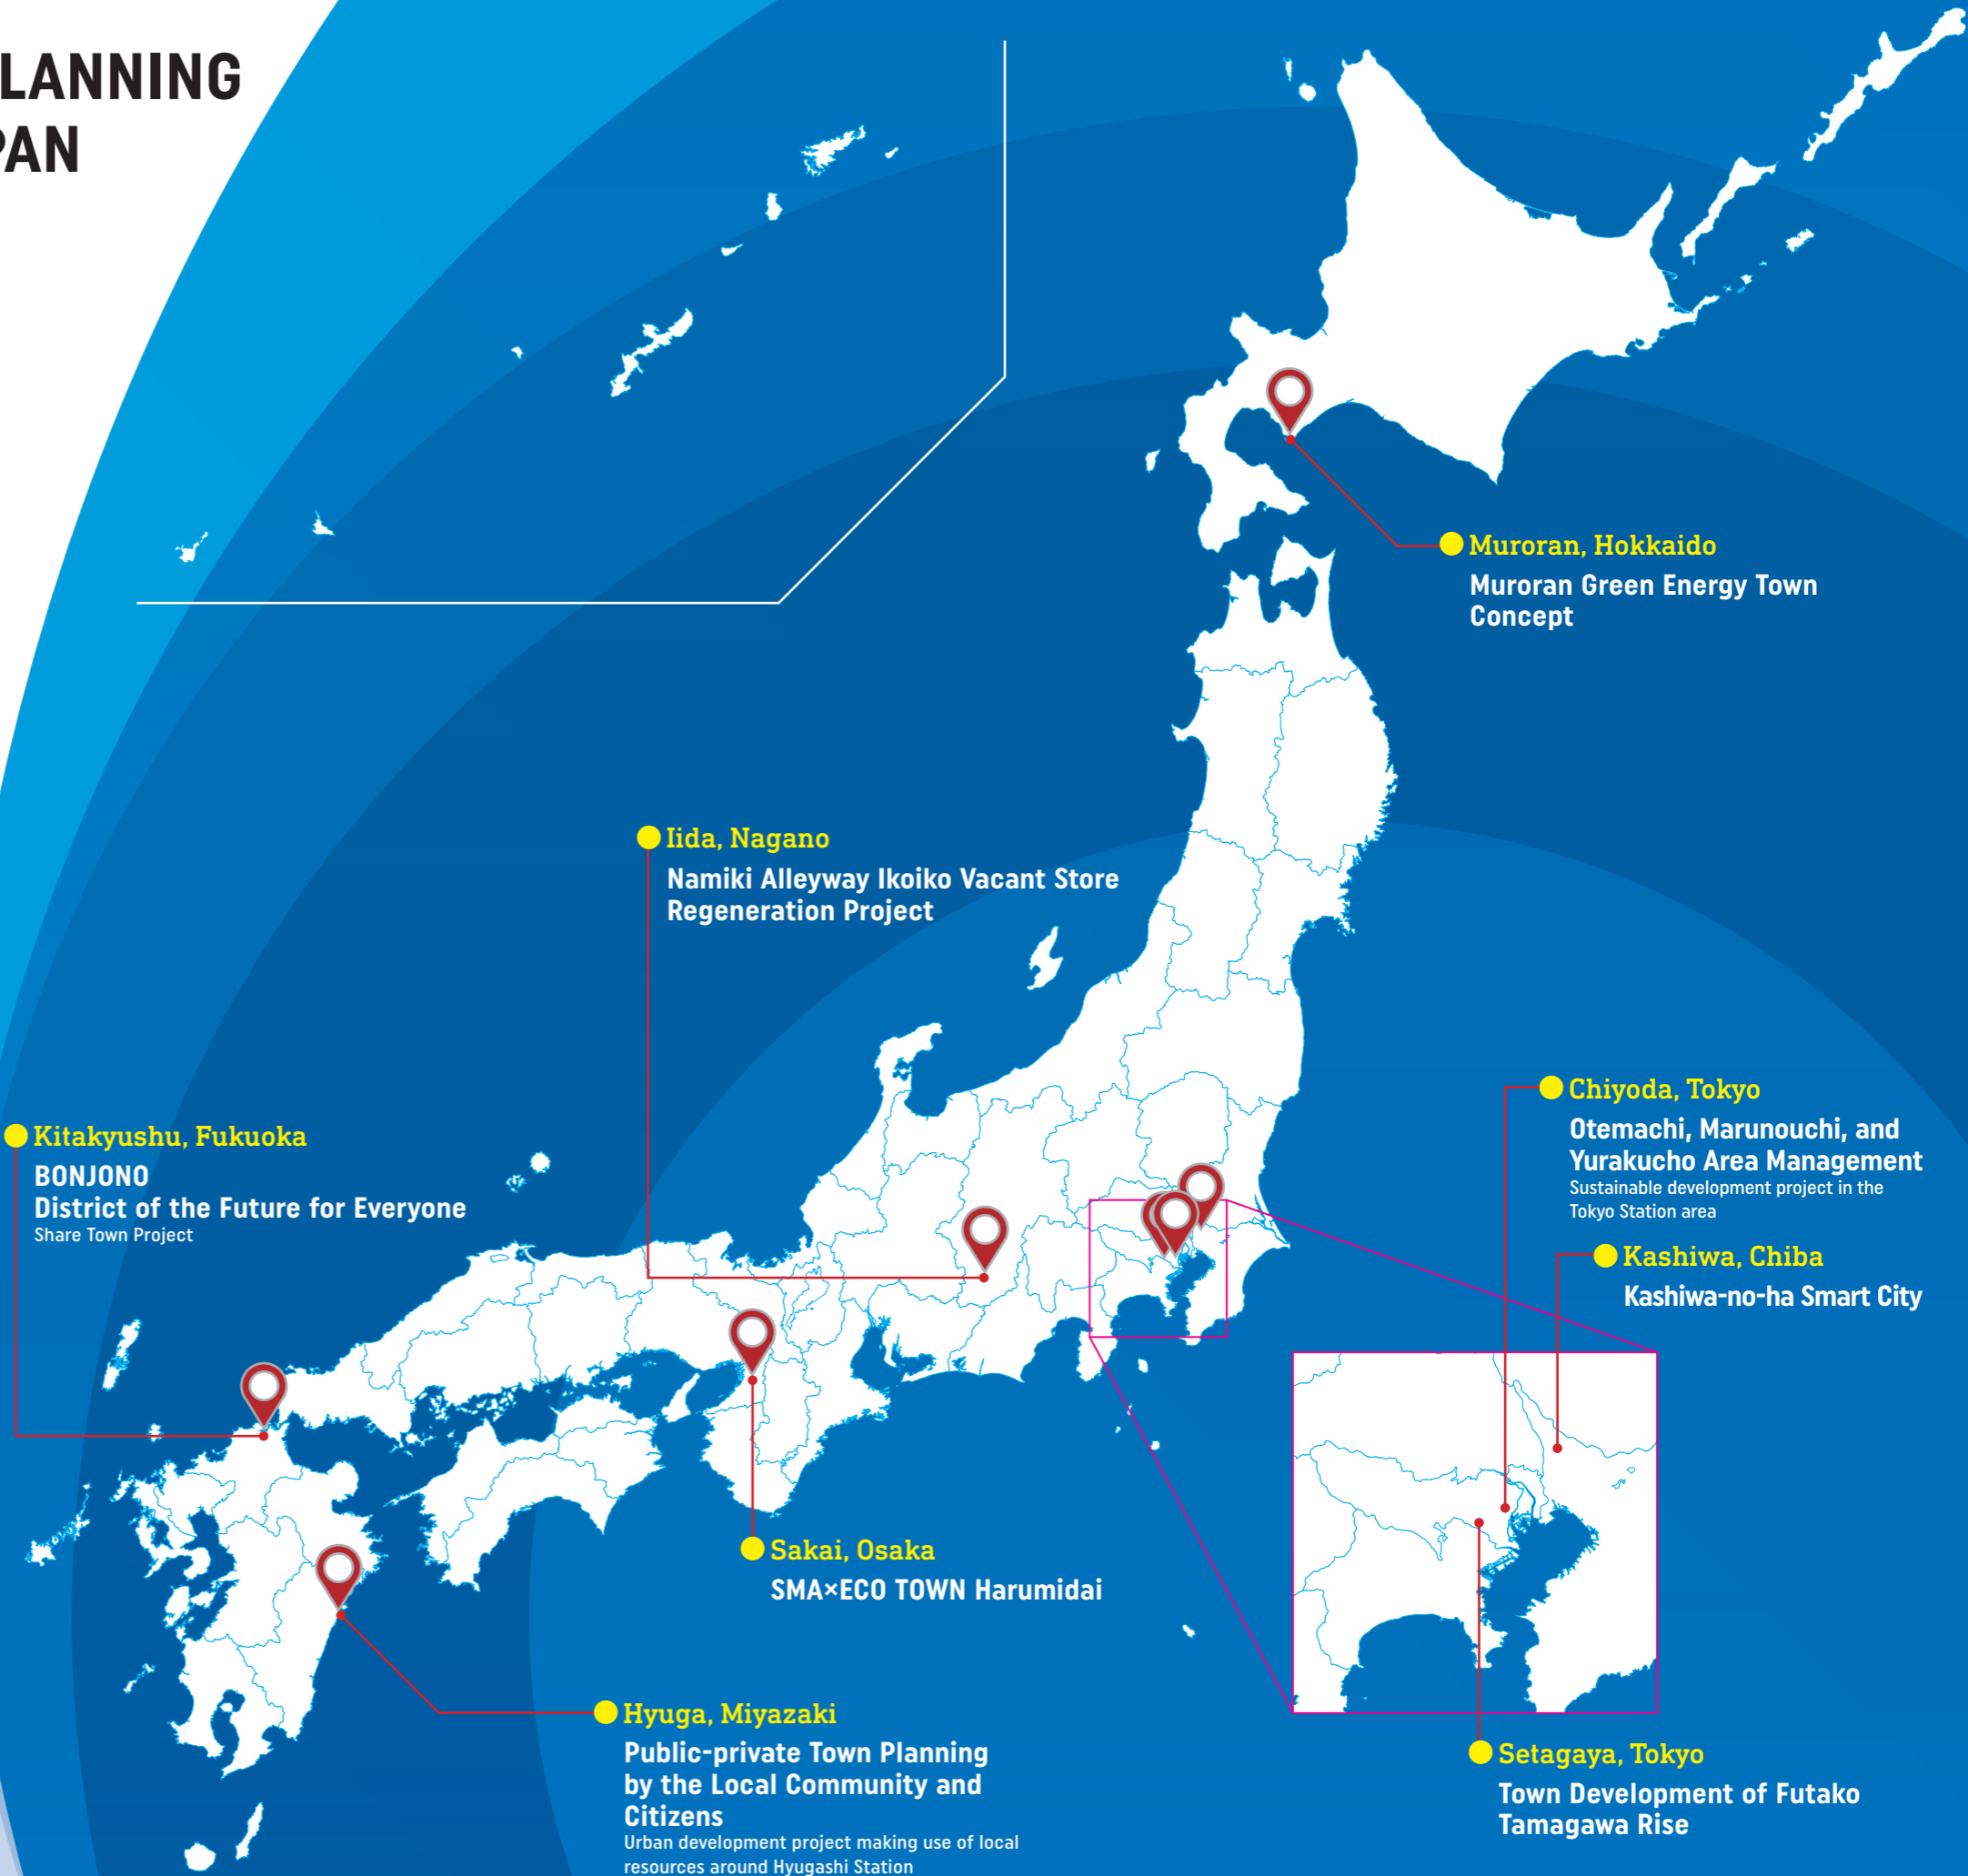 LANNING
PAN
Muroran, Hokkaido
Muroran Green Energy Town
Concept
Iida, Nagano
Namiki Alleyway Ikoiko Vacant Store
Regeneration Project
Chiyoda, Tokyo
Otemachi, Marunouchi, and
Yurakucho Area Management
Sustainable development project in the
Tokyo Station area
Kitakyushu, Fukuoka
BONJONO
District of the Future for Everyone
Share Town Project
Kashiwa, Chiba
Kashiwa-no-ha Smart City
Sakai, Osaka
SMA×ECO TOWN Harumidai
Hyuga, Miyazaki
Public-private Town Planning
by the Local Community and
Citizens
Urban development project making use of local
resources around Hyugashi Station
Setagaya, Tokyo
Town Development of Futako
Tamagawa Rise